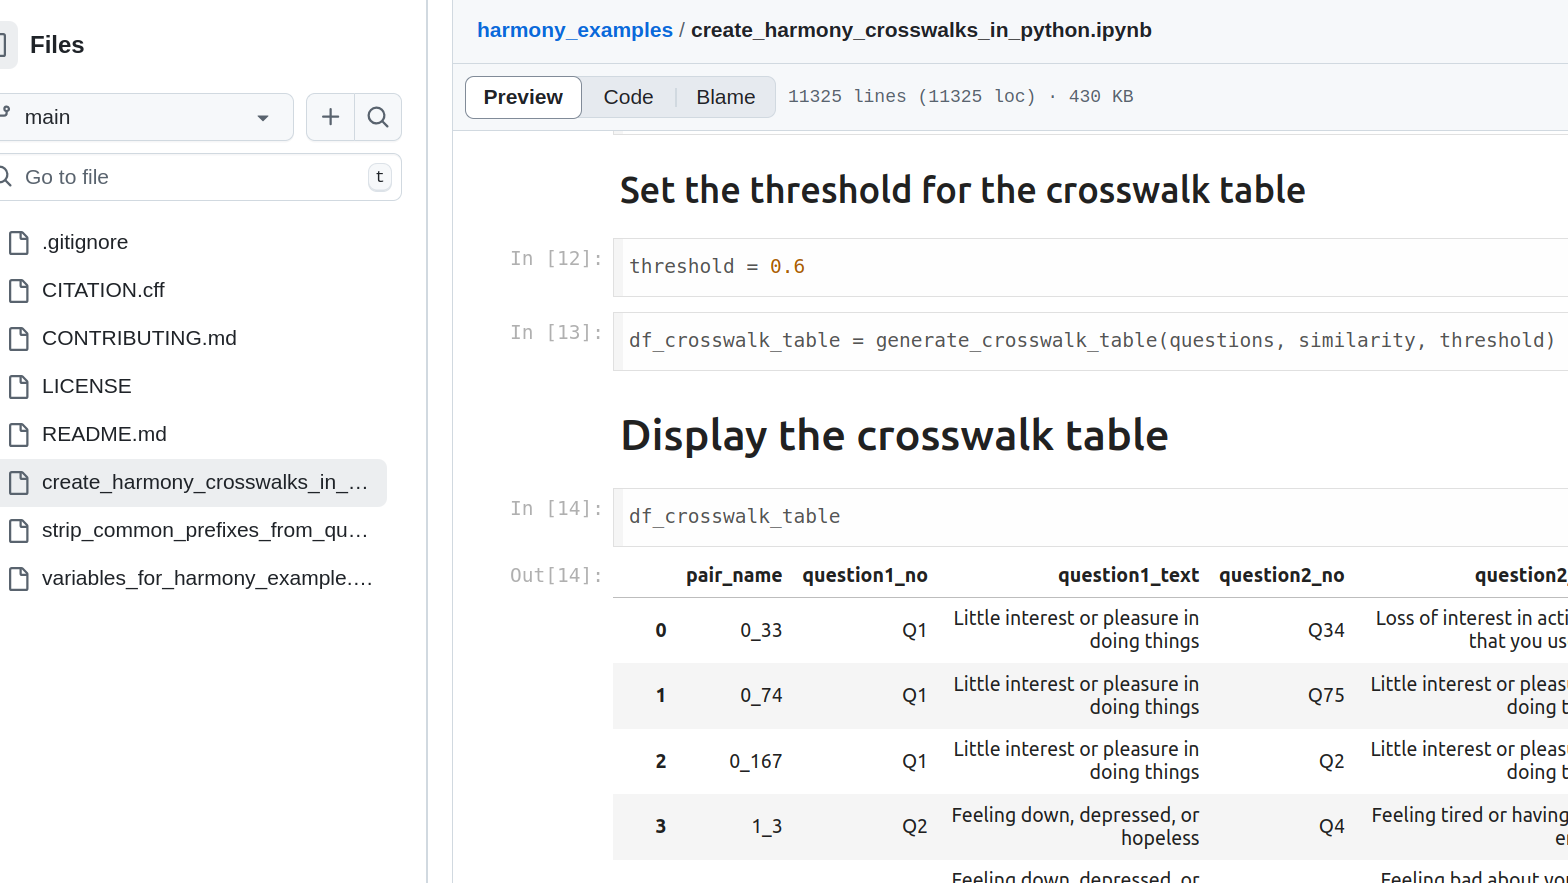 Files
main
Go to file
t
.gitignore
CITATION.cff
CONTRIBUTING.md
LICENSE
README.md
create_harmony_crosswalks_in_…
strip_common_prefixes_from_qu…
variables_for_harmony_example.…
harmony_examples / create_harmony_crosswalks_in_python.ipynb
Preview Code Blame 11325 lines (11325 loc) · 430 KB
Set the threshold for the crosswalk table
In [12]: threshold = 0.6
In [13]: df_crosswalk_table = generate_crosswalk_table(questions, similarity, threshold)
Display the crosswalk table
In [14]: df_crosswalk_table
Out[14]: pair_name question1_no question1_text question2_no question2_
0 0_33 Q1 Little interest or pleasure in Q34 Loss of interest in acti
doing things that you us
1 0_74 Q1 Little interest or pleasure in Q75 Little interest or pleas
doing things doing t
2 0_167 Q1 Little interest or pleasure in Q2 Little interest or pleas
doing things doing t
3 1_3 Q2 Feeling down, depressed, or Q4 Feeling tired or having
hopeless e
Feeling down, depressed, or Feeling bad about you